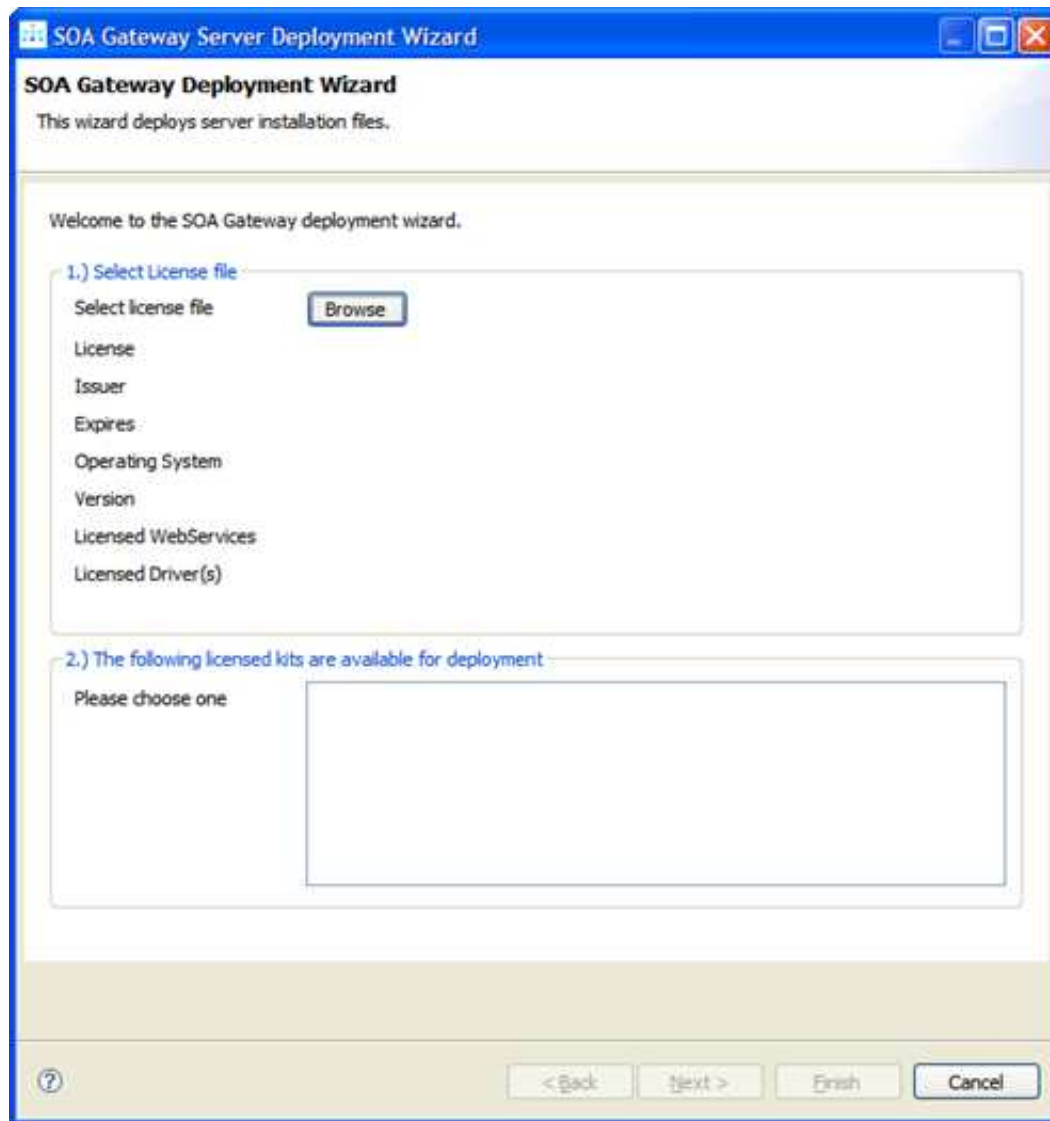 SOA Gateway Server Deployment Wizard
SOA Gateway Deployment Wizard
This wizard deploys server installation files.
Welcome to the SOA Gateway deployment wizard.
1.) Select License file
Select license file Browse
License
Issuer
Expires
Operating System
Version
Licensed WebServices
Licensed Driver(s)
2.) The following licensed kits are available for deployment
Please choose one
? < Back Next > Finish Cancel